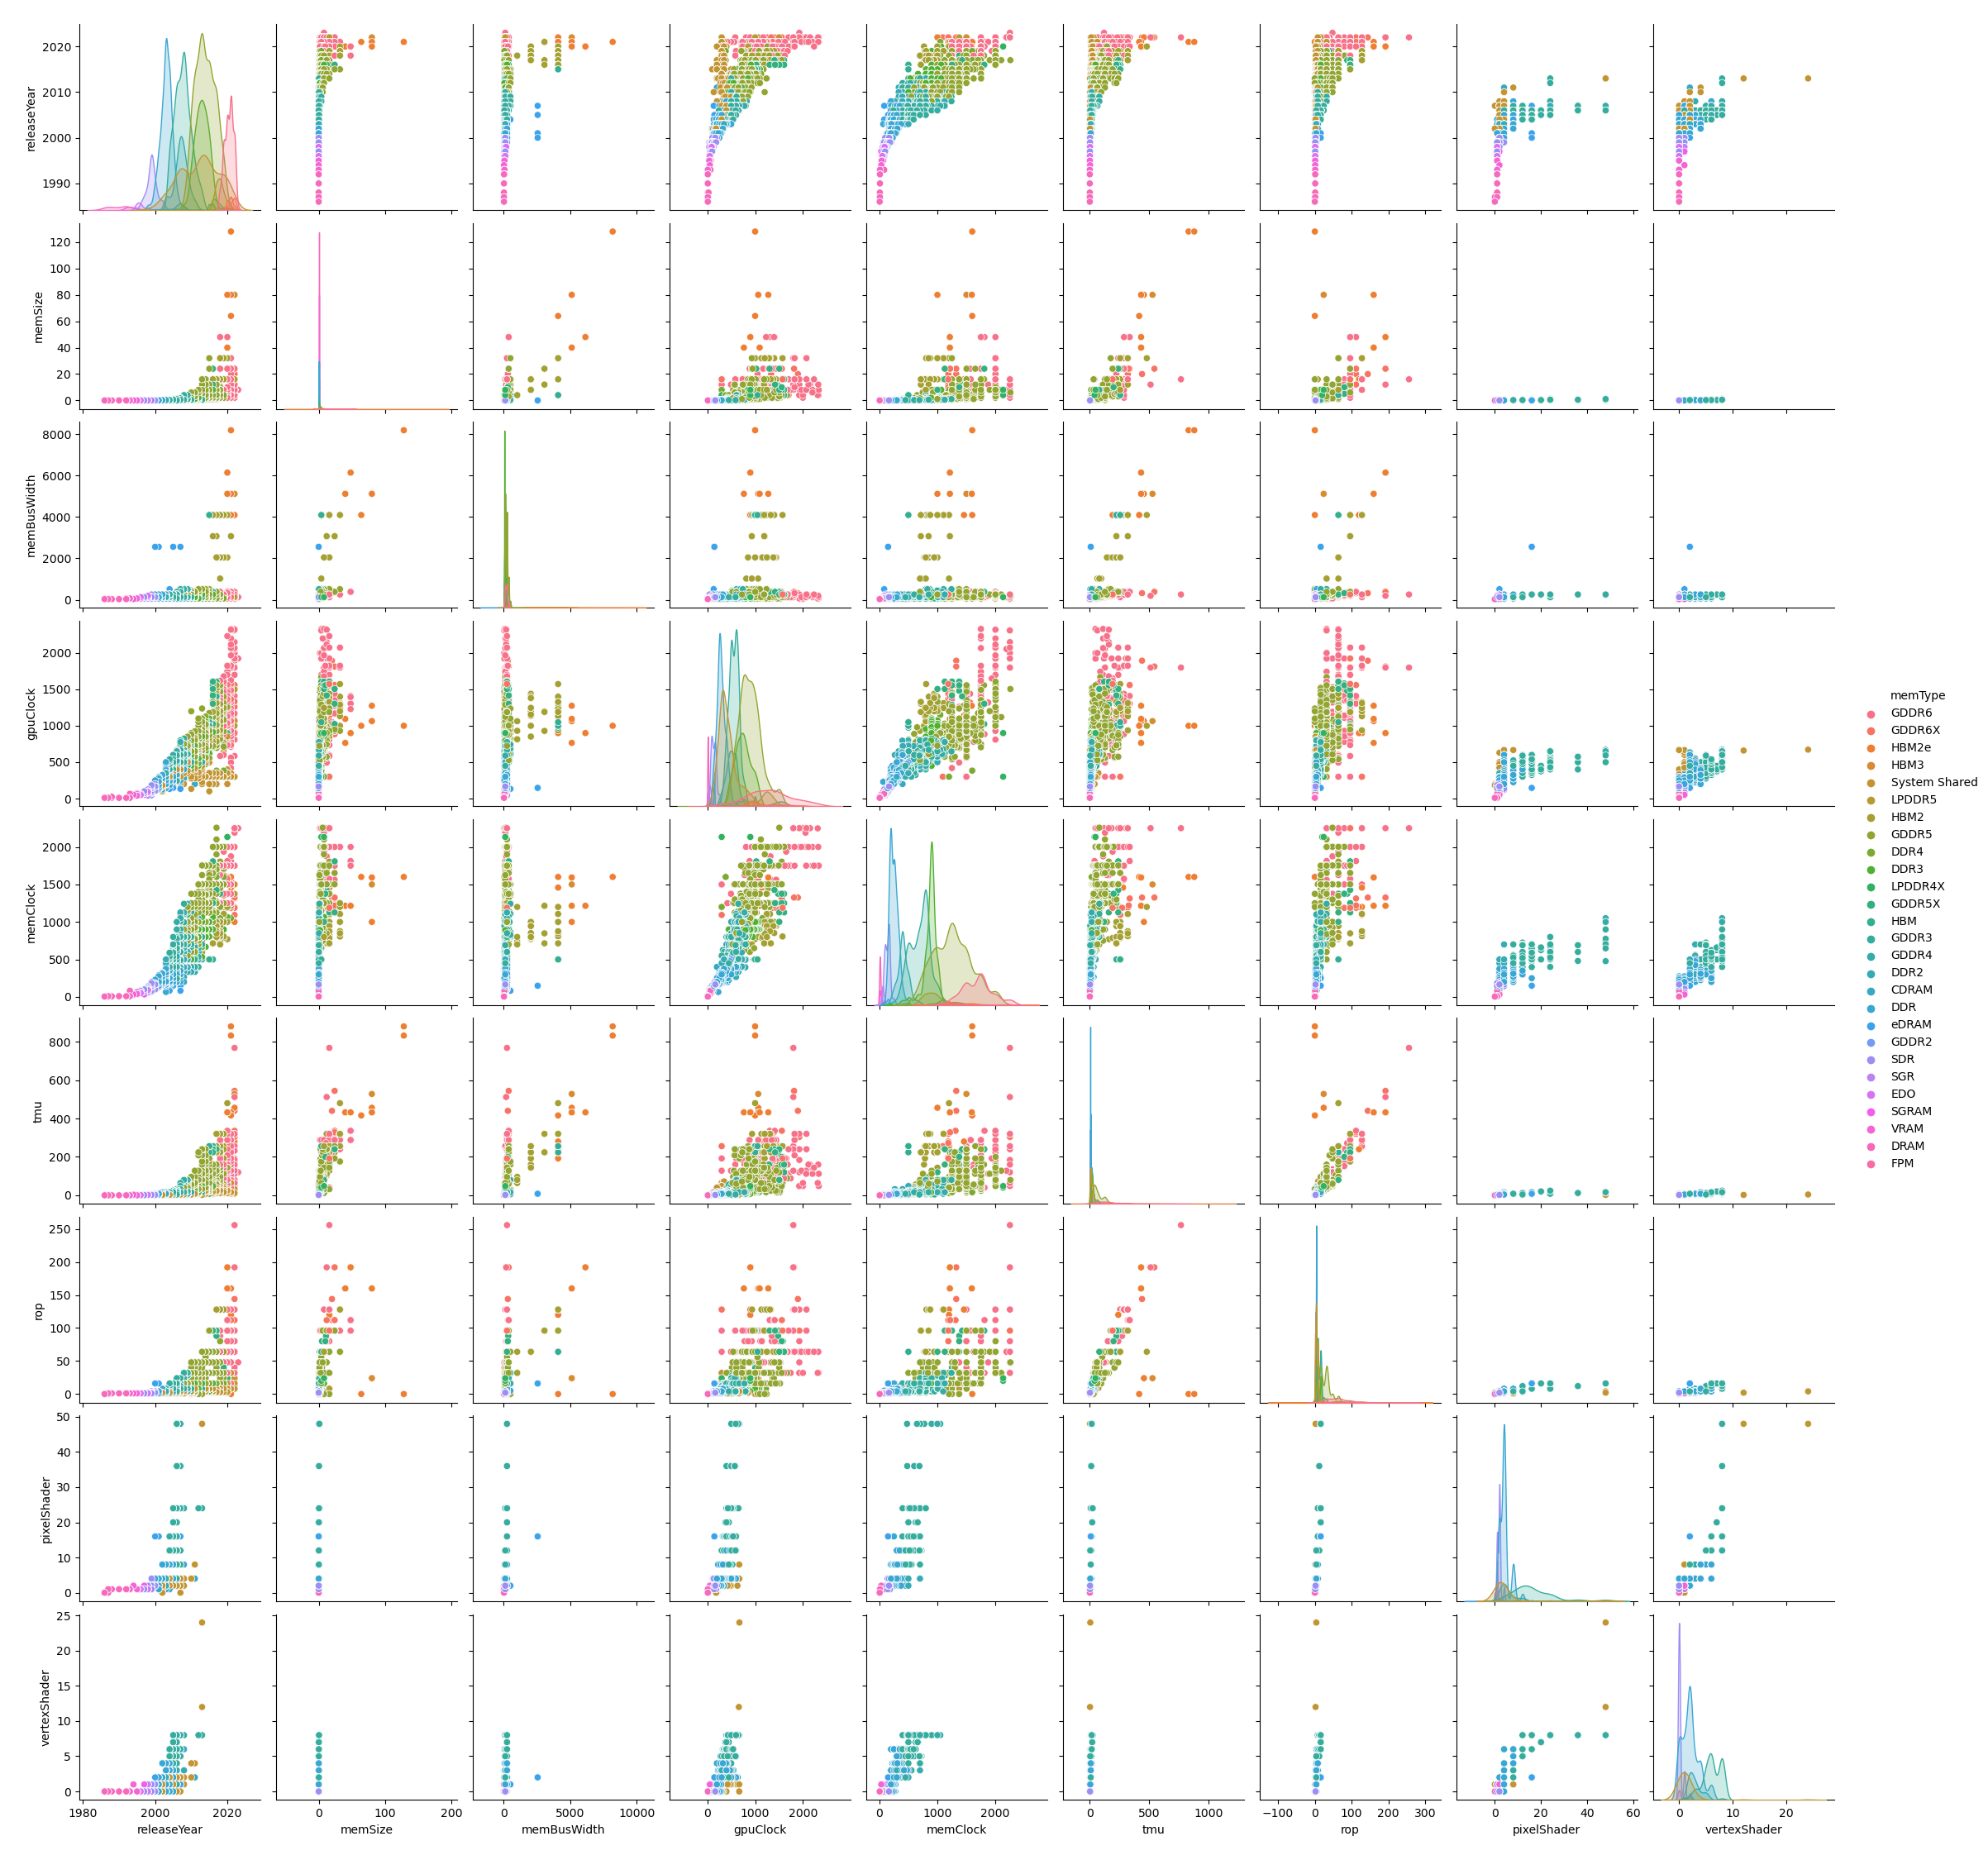 2020
2010
2000
1990
releaseYear
120
100
80
60
40
20
0
memSize
8000
6000
4000
2000
0
memBusWidth
2000
1500
1000
500
0
gpuClock
2000
1500
1000
500
0
memClock
800
600
400
200
0
tmu
250
200
150
100
50
0
rop
50
40
30
20
10
0
pixelShader
25
20
15
10
5
0
vertexShader
1980 2000 2020
0 100 200
0 5000 10000
0 1000 2000
0 1000 2000
0 500 1000
−100 0 100 200 300
0 20 40 60
0 10 20
releaseYear
memSize
memBusWidth
gpuClock
memClock
tmu
rop
pixelShader
vertexShader
memType
GDDR6
GDDR6X
HBM2e
HBM3
System Shared
LPDDR5
HBM2
GDDR5
DDR4
DDR3
LPDDR4X
GDDR5X
HBM
GDDR3
GDDR4
DDR2
CDRAM
DDR
eDRAM
GDDR2
SDR
SGR
EDO
SGRAM
VRAM
DRAM
FPM